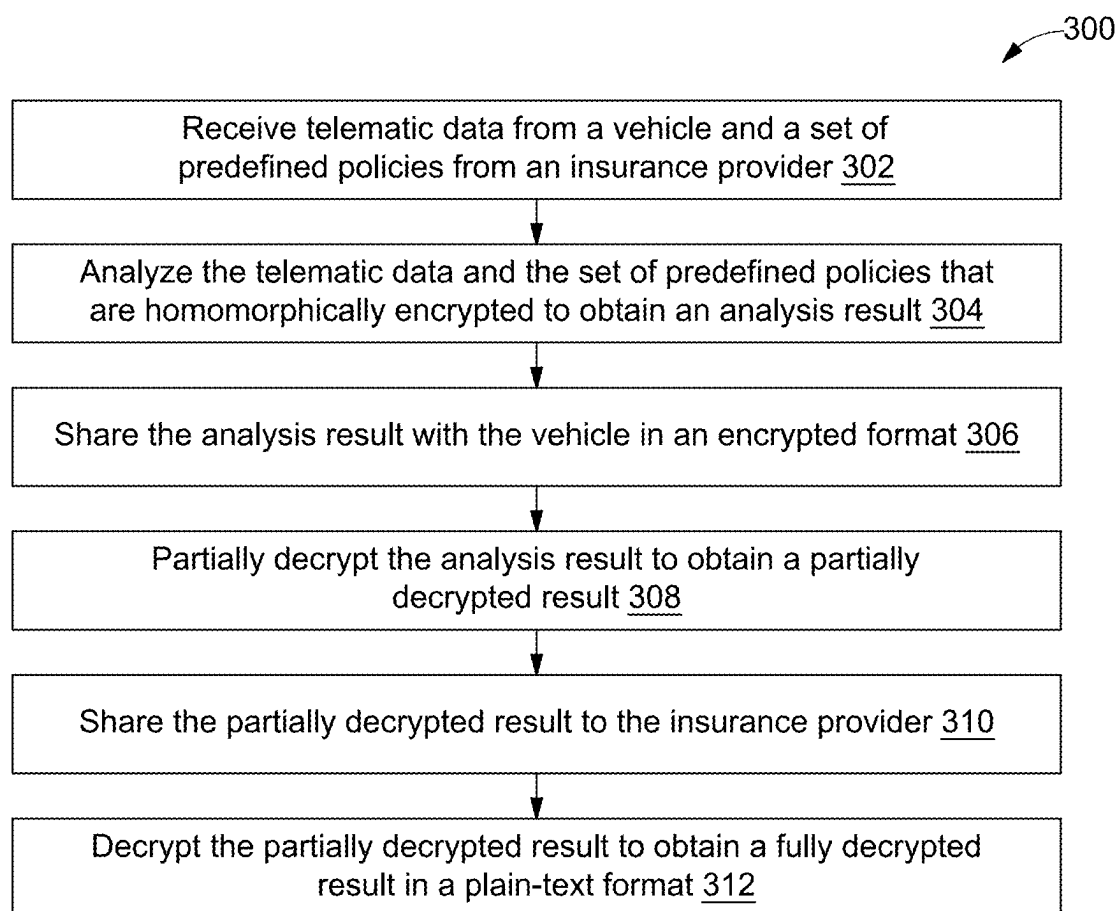 300
Receive telematic data from a vehicle and a set of
predefined policies from an insurance provider 302
Analyze the telematic data and the set of predefined policies that
are homomorphically encrypted to obtain an analysis result 304
Share the analysis result with the vehicle in an encrypted format 306
Partially decrypt the analysis result to obtain a partially
decrypted result 308
Share the partially decrypted result to the insurance provider 310
Decrypt the partially decrypted result to obtain a fully decrypted
result in a plain-text format 312